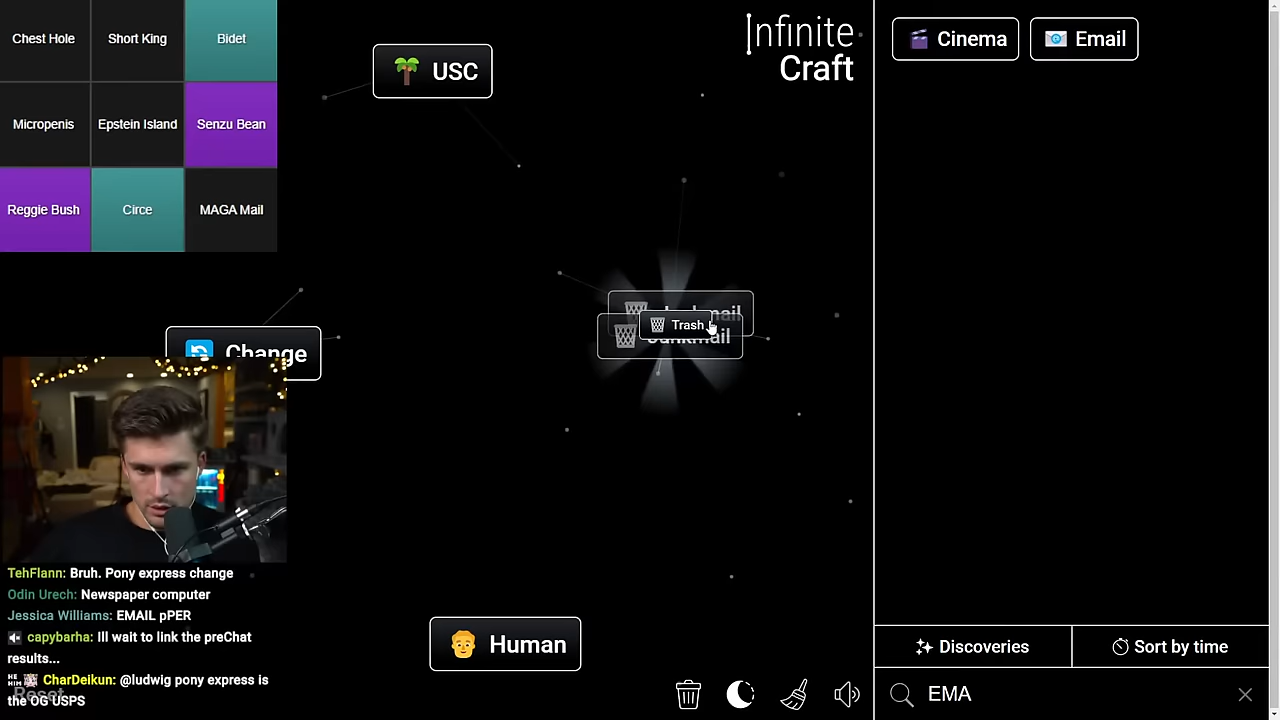 Chest Hole
Short King
Bidet
Micropenis
Epstein Island
Senzu Bean
Reggie Bush
Circe
MAGA Mail
USC
Infinite
Craft
Cinema
Email
Trash
Change
Human
TehFlann: Bruh. Pony express change
Odin Urech: Newspaper computer
Jessica Williams: EMAIL pPER
capybarha: Ill wait to link the preChat
results...
CharDeikun: @ludwig pony express is
the OG USPS
Reset
Discoveries
Sort by time
EMA